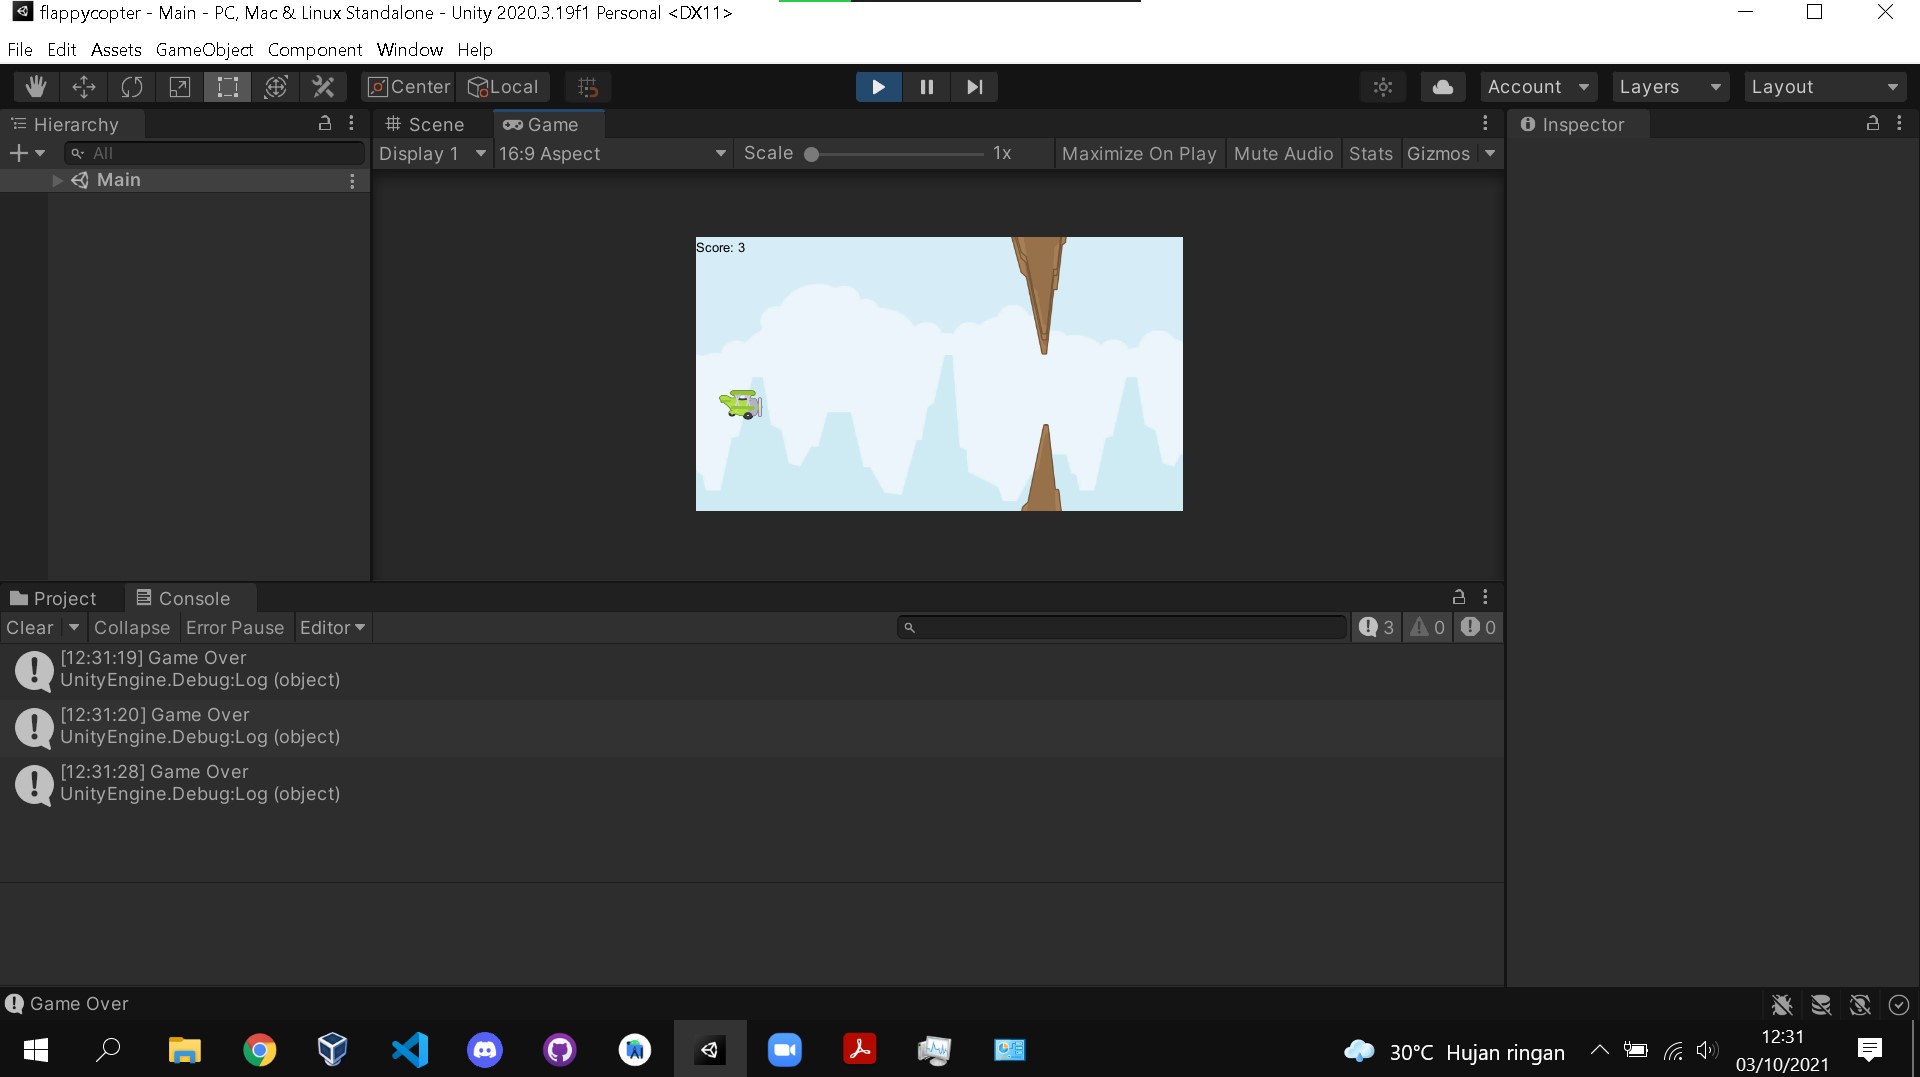 flappycopter - Main - PC, Mac & Linux Standalone - Unity 2020.3.19f1 Personal <DX11>
File Edit Assets GameObject Component Window Help
Center Local Account Layers Layout
Hierarchy
Scene Game
Inspector
All
Display 1 16:9 Aspect Scale 1x Maximize On Play Mute Audio Stats Gizmos
Main
Score: 3
Project Console
Clear Collapse Error Pause Editor 3 0 0
[12:31:19] Game Over
UnityEngine.Debug:Log (object)
[12:31:20] Game Over
UnityEngine.Debug:Log (object)
[12:31:28] Game Over
UnityEngine.Debug:Log (object)
Game Over
30°C Hujan ringan
12:31
03/10/2021